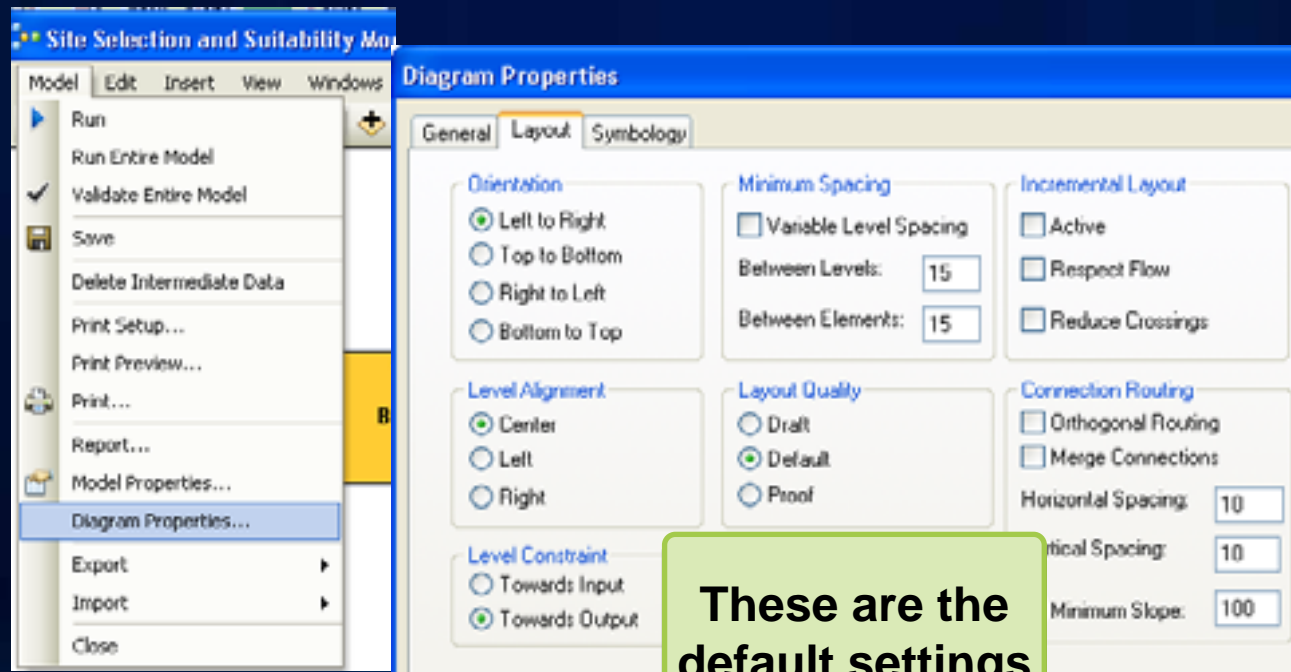 Site Selection and Suitability Mo
Model Edit Insert View Windows
Run
Run Entire Model
Validate Entire Model
Save
Delete Intermediate Data
Print Setup...
Print Preview...
Print...
Report...
Model Properties...
Diagram Properties...
Export
Import
Close
B
Diagram Properties
General Layout Symbology
Orientation
Left to Right
Top to Bottom
Right to Left
Bottom to Top
Minimum Spacing
Variable Level Spacing
Between Levels: 15
Between Elements: 15
Incremental Layout
Active
Respect Flow
Reduce Crossings
Level Alignment
Center
Left
Right
Layout Quality
Draft
Default
Proof
Connection Routing
Orthogonal Routing
Merge Connections
Horizontal Spacing: 10
tical Spacing: 10
Minimum Slope: 100
Level Constraint
Towards Input
Towards Output
These are the
default settings